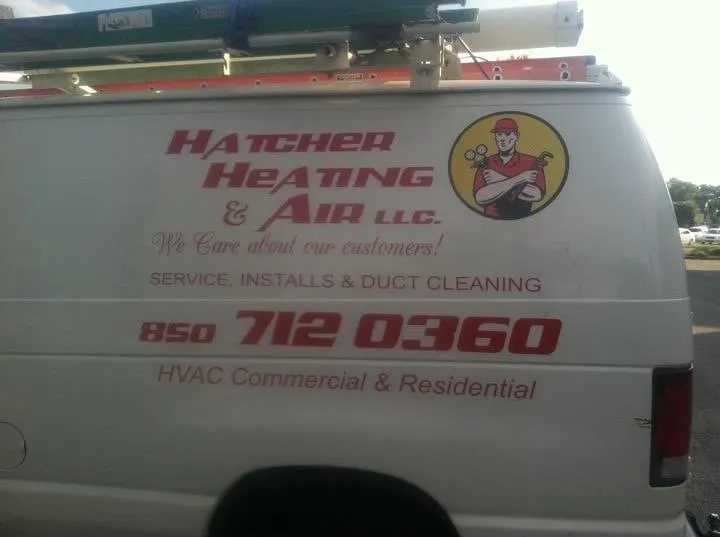 HATCHER
HEATING
& AIR LLC.
We Care about our customers!
SERVICE, INSTALLS & DUCT CLEANING
850 712 0360
HVAC Commercial & Residential